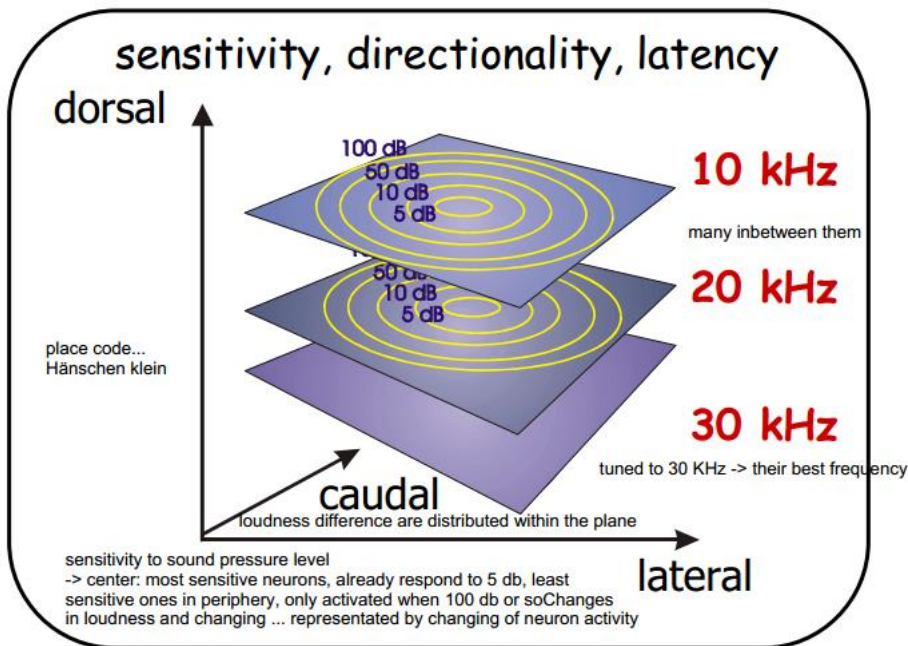 sensitivity, directionality, latency
dorsal
100 dB
50 dB
10 dB
5 dB
10 kHz
many inbetween them
50 dB
10 dB
5 dB
20 kHz
place code...
Hänschen klein
30 kHz
tuned to 30 KHz -> their best frequency
caudal
loudness difference are distributed within the plane
lateral
sensitivity to sound pressure level
-> center: most sensitive neurons, already respond to 5 db, least
sensitive ones in periphery, only activated when 100 db or soChanges
in loudness and changing ... representated by changing of neuron activity